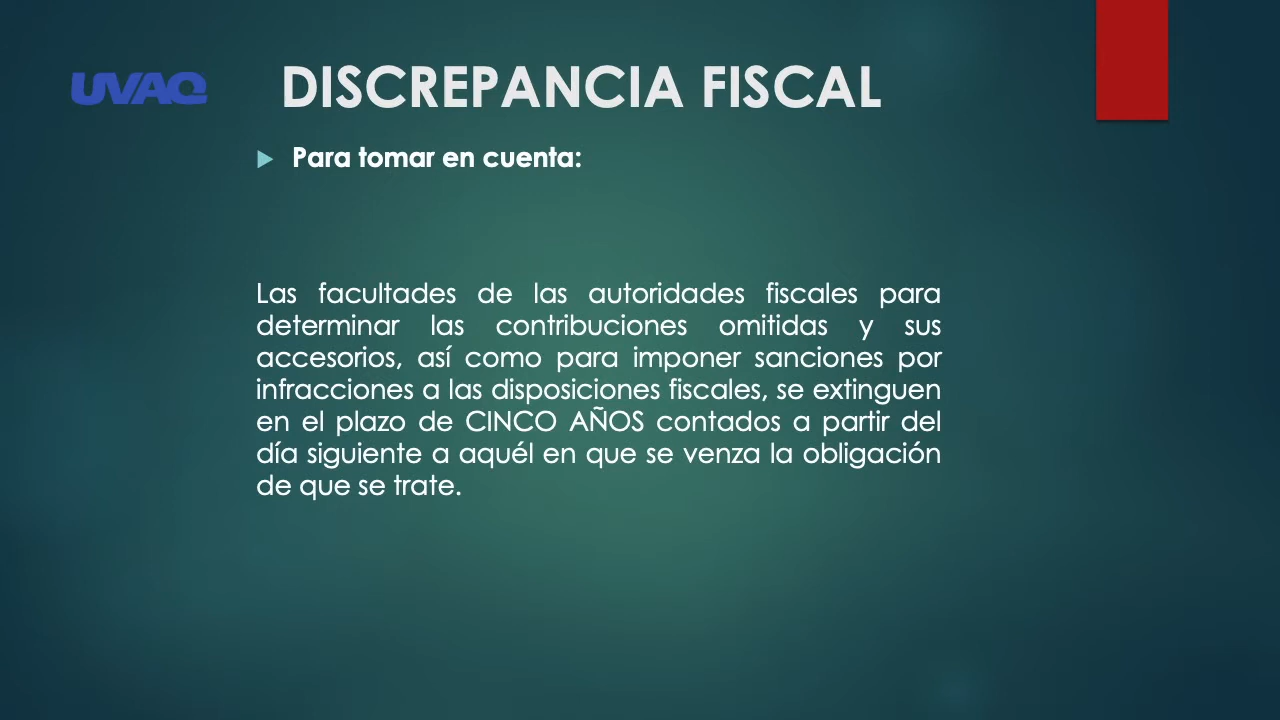 UVAQ
DISCREPANCIA FISCAL
Para tomar en cuenta:
Las facultades de las autoridades fiscales para
determinar las contribuciones omitidas y sus
accesorios, así como para imponer sanciones por
infracciones a las disposiciones fiscales, se extinguen
en el plazo de CINCO AÑOS contados a partir del
día siguiente a aquél en que se venza la obligación
de que se trate.